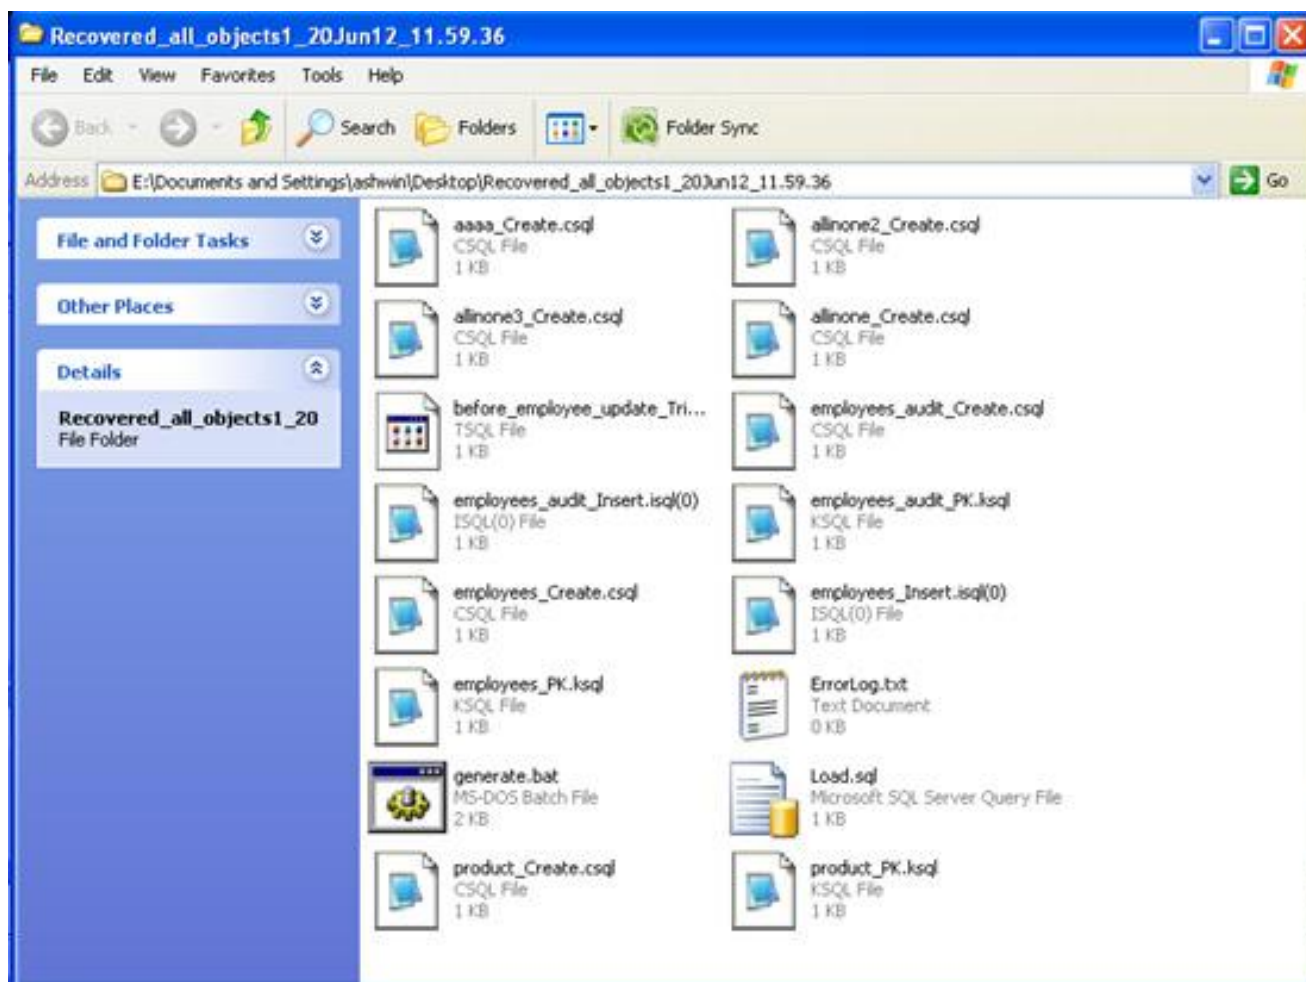 Recovered_all_objects1_20Jun12_11.59.36
File Edit View Favorites Tools Help
Back Search Folders Folder Sync
Address E:\Documents and Settings\ashwin\Desktop\Recovered_all_objects1_20Jun12_11.59.36 Go
File and Folder Tasks
Other Places
Details
Recovered_all_objects1_20
File Folder
aaaa_Create.csql
CSQL File
1 KB
allinone2_Create.csql
CSQL File
1 KB
allinone3_Create.csql
CSQL File
1 KB
allinone_Create.csql
CSQL File
1 KB
before_employee_update_Tri...
TSQL File
1 KB
employees_audit_Create.csql
CSQL File
1 KB
employees_audit_Insert.isql(0)
ISQL(0) File
1 KB
employees_audit_PK.ksql
KSQL File
1 KB
employees_Create.csql
CSQL File
1 KB
employees_Insert.isql(0)
ISQL(0) File
1 KB
employees_PK.ksql
KSQL File
1 KB
ErrorLog.txt
Text Document
0 KB
generate.bat
MS-DOS Batch File
2 KB
Load.sql
Microsoft SQL Server Query File
1 KB
product_Create.csql
CSQL File
1 KB
product_PK.ksql
KSQL File
1 KB